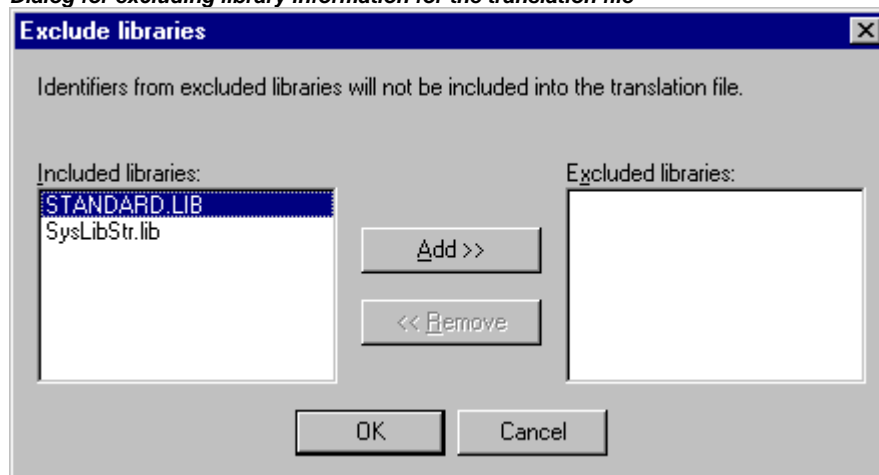 Dialog for excluding library information for the translation file
Exclude libraries
Identifiers from excluded libraries will not be included into the translation file.
Included libraries:
Excluded libraries:
STANDARD.LIB
SysLibStr.lib
Add >>
<< Remove
OK
Cancel